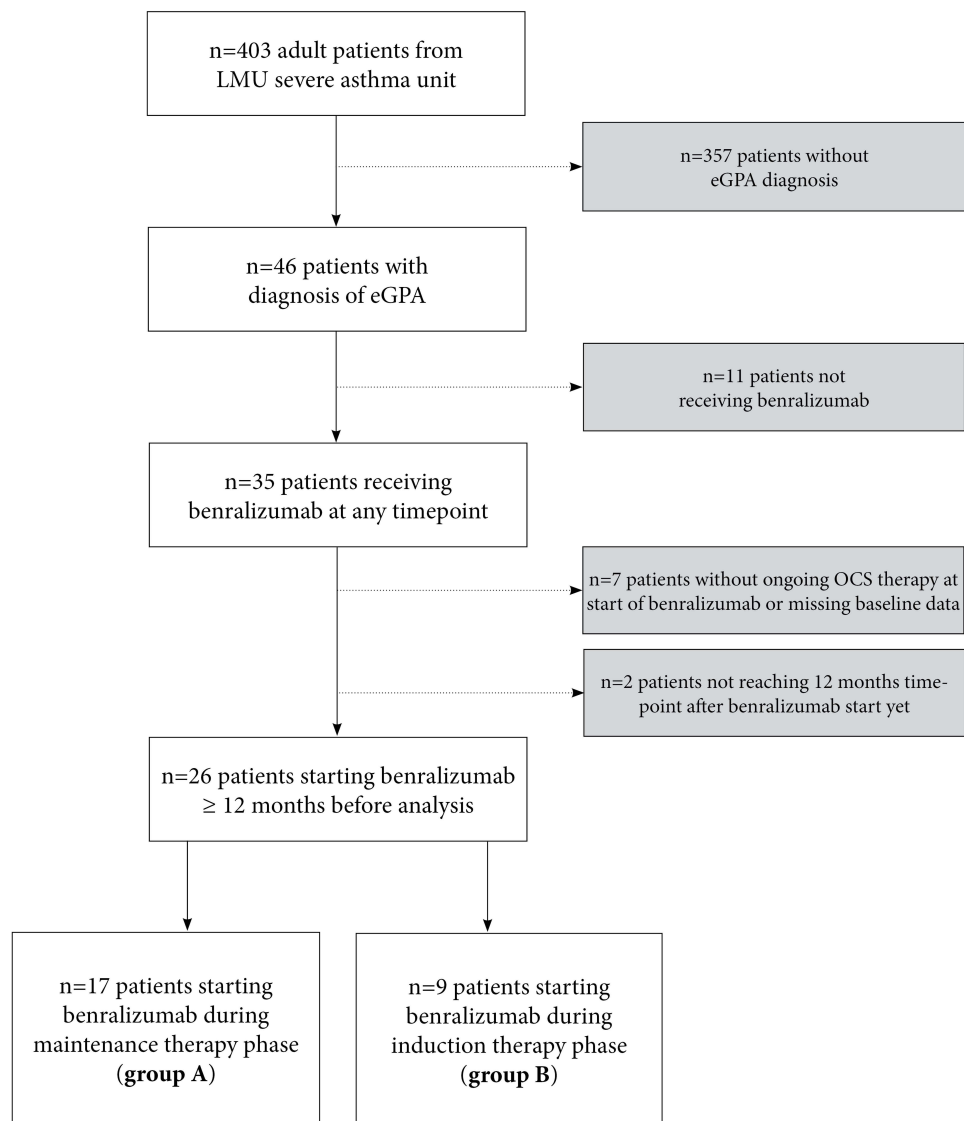 n=403 adult patients from
LMU severe asthma unit
n=357 patients without
eGPA diagnosis
n=46 patients with
diagnosis of eGPA
n=11 patients not
receiving benralizumab
n=35 patients receiving
benralizumab at any timepoint
n=7 patients without ongoing OCS therapy at
start of benralizumab or missing baseline data
n=2 patients not reaching 12 months time-
point after benralizumab start yet
n=26 patients starting benralizumab
≥ 12 months before analysis
n=17 patients starting
benralizumab during
maintenance therapy phase
(group A)
n=9 patients starting
benralizumab during
induction therapy phase
(group B)